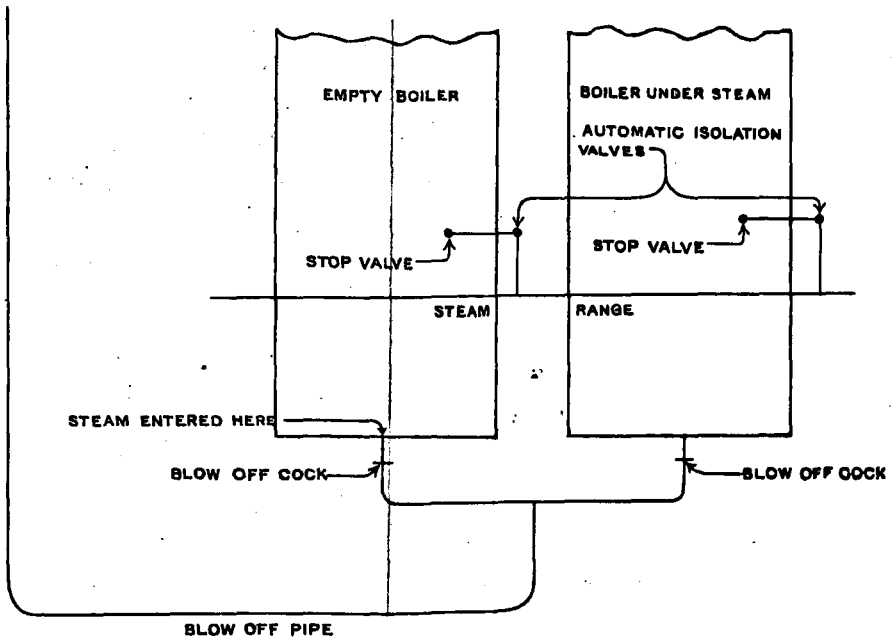 EMPTY BOILER
BOILER UNDER STEAM
AUTOMATIC ISOLATION
VALVES
STOP VALVE
STOP VALVE
STEAM RANGE
STEAM ENTERED HERE
BLOW OFF COCK
BLOW OFF COCK
BLOW OFF PIPE